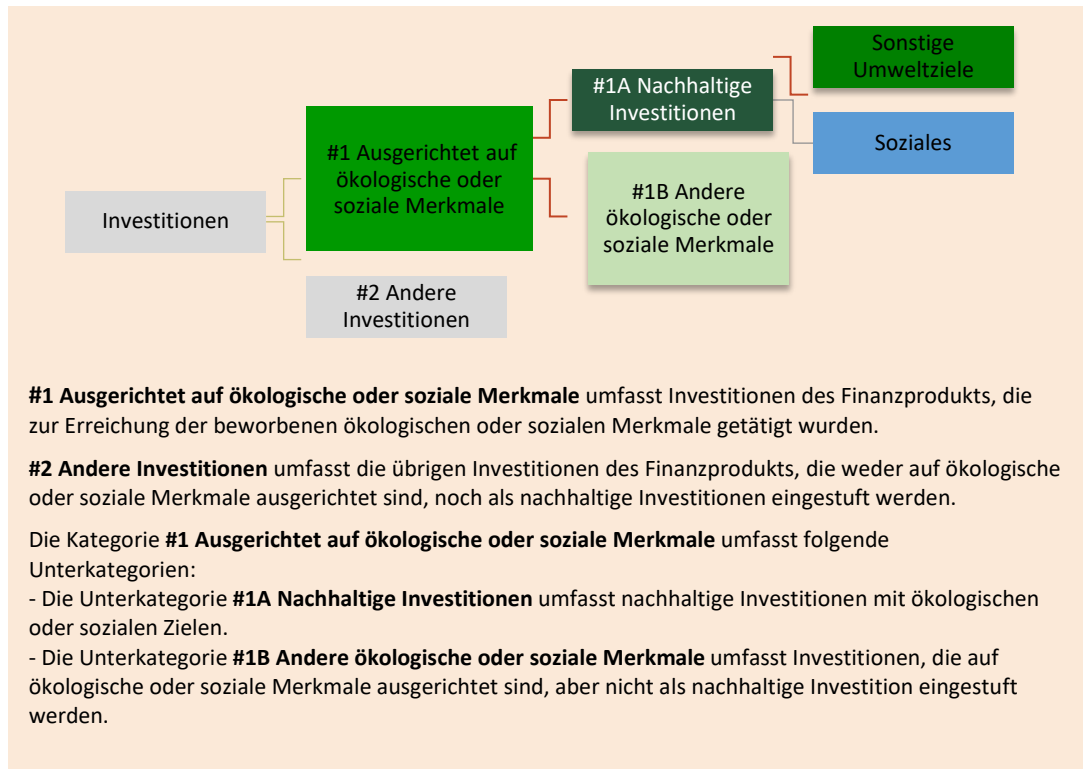 Sonstige
Umweltziele
#1A Nachhaltige
Investitionen
Soziales
#1 Ausgerichtet auf
ökologische oder
soziale Merkmale
#1B Andere
ökologische oder
soziale Merkmale
Investitionen
#2 Andere
Investitionen
#1 Ausgerichtet auf ökologische oder soziale Merkmale umfasst Investitionen des Finanzprodukts, die
zur Erreichung der beworbenen ökologischen oder sozialen Merkmale getätigt wurden.
#2 Andere Investitionen umfasst die übrigen Investitionen des Finanzprodukts, die weder auf ökologische
oder soziale Merkmale ausgerichtet sind, noch als nachhaltige Investitionen eingestuft werden.
Die Kategorie #1 Ausgerichtet auf ökologische oder soziale Merkmale umfasst folgende
Unterkategorien:
- Die Unterkategorie #1A Nachhaltige Investitionen umfasst nachhaltige Investitionen mit ökologischen
oder sozialen Zielen.
- Die Unterkategorie #1B Andere ökologische oder soziale Merkmale umfasst Investitionen, die auf
ökologische oder soziale Merkmale ausgerichtet sind, aber nicht als nachhaltige Investition eingestuft
werden.